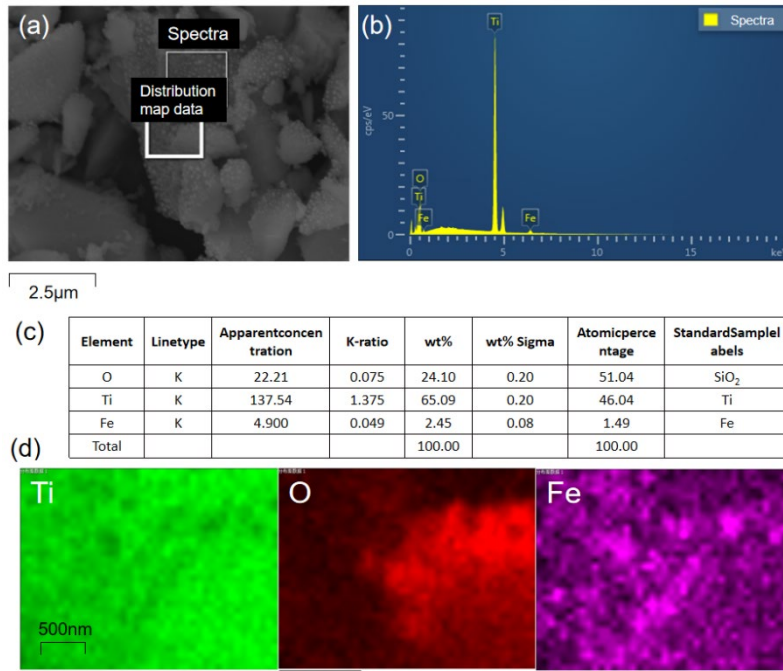 (a)
Spectra
Distribution
map data
2.5μm
(b)
Spectra
Ti
O
Ti
Fe
Fe
cps/eV
50
0
0
5
10
15
ke
(c)
Element Linetype Apparentconcen
tration K-ratio wt% wt% Sigma Atomicperce
ntage StandardSamplel
abels
O K 22.21 0.075 24.10 0.20 51.04 SiO₂
Ti K 137.54 1.375 65.09 0.20 46.04 Ti
Fe K 4.900 0.049 2.45 0.08 1.49 Fe
Total 100.00 100.00
(d)
Ti
O
Fe
500nm